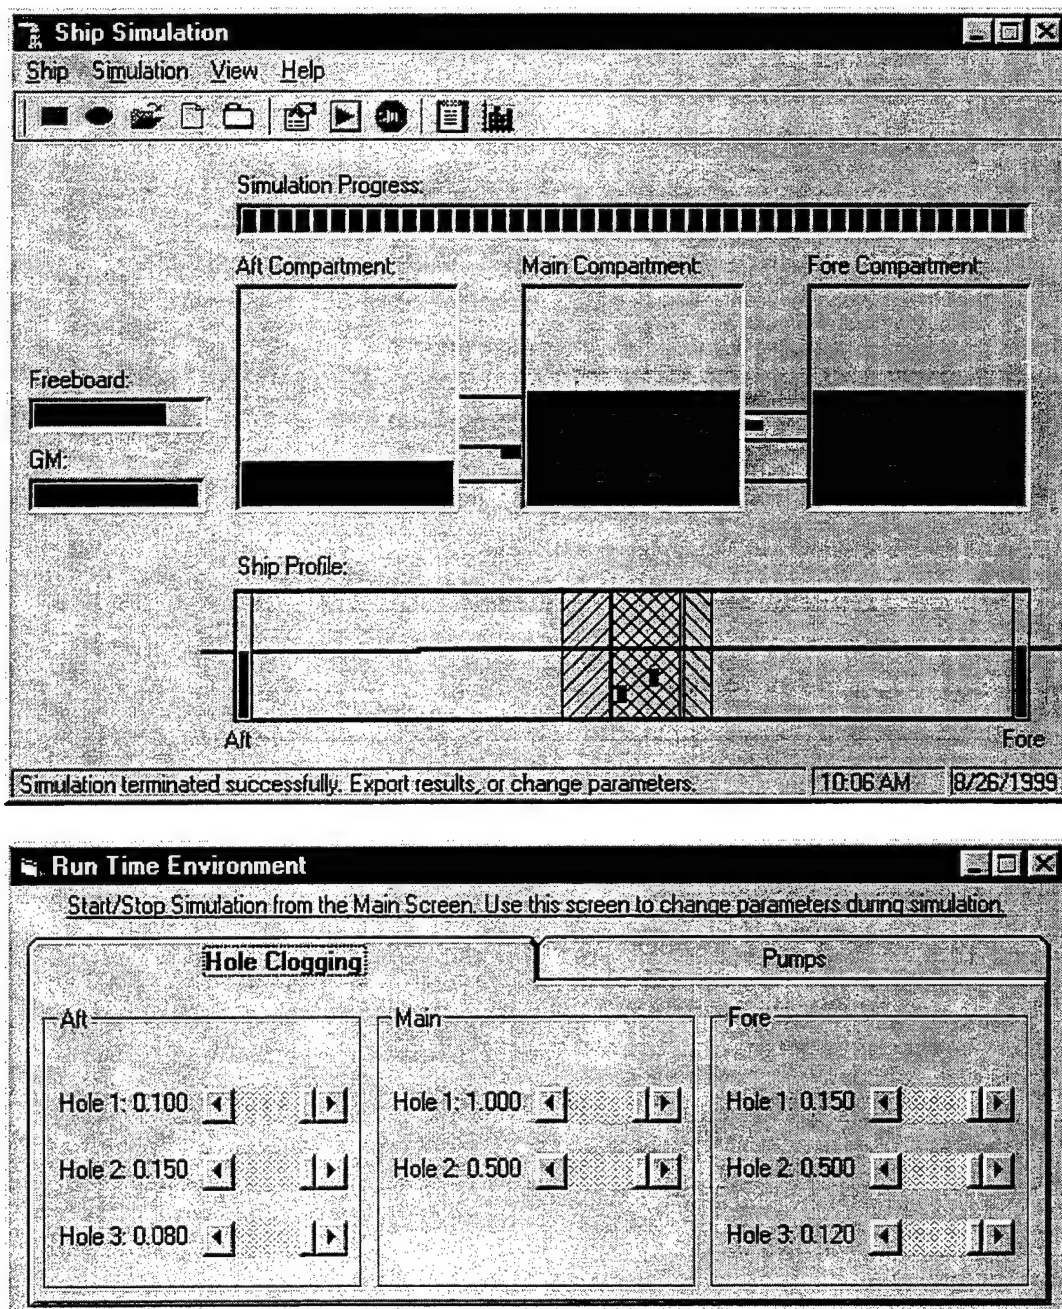 Ship Simulation
Ship Simulation View Help
Simulation Progress:
Aft Compartment: Main Compartment: Fore Compartment:
Freeboard:
GM:
Ship Profile:
Aft Fore
Simulation terminated successfully. Export results, or change parameters. 10:06 AM 8/26/1999
Run Time Environment
Start/Stop Simulation from the Main Screen. Use this screen to change parameters during simulation.
Hole Clogging Pumps
Aft Main Fore
Hole 1: 0.100 Hole 1: 1.000 Hole 1: 0.150
Hole 2: 0.150 Hole 2: 0.500 Hole 2: 0.500
Hole 3: 0.080 Hole 3: 0.120